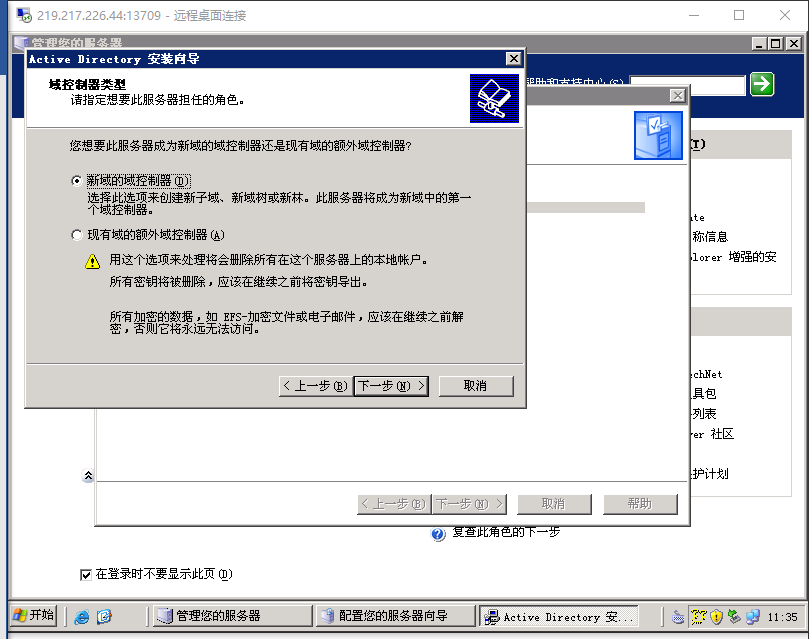 219.217.226.44:13709 - 远程桌面连接
管理您的服务器
Active Directory 安装向导
域控制器类型
请指定想要此服务器担任的角色。
帮助和支持中心(S)
您想要此服务器成为新域的域控制器还是现有域的额外域控制器?
(T)
新域的域控制器(D)
选择此选项来创建新子域、新域树或新林。此服务器将成为新域中的第一
个域控制器。
现有域的额外域控制器(A)
用这个选项来处理将会删除所有在这个服务器上的本地帐户。
所有密钥将被删除，应该在继续之前将密钥导出。
所有加密的数据，如 EFS-加密文件或电子邮件，应该在继续之前解
密，否则它将永远无法访问。
称信息
plorer 增强的安
< 上一步(B)
下一步(N) >
取消
echNet
具包
列表
ver 社区
护计划
< 上一步(B)
下一步(N) >
取消
帮助
复查此角色的下一步
在登录时不要显示此页(D)
开始
管理您的服务器
配置您的服务器向导
Active Directory 安...
11:35